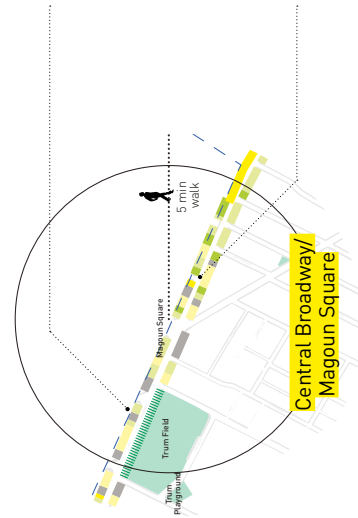 5 min
walk
Magoun Square
Trum Field
Trum
Playground
Central Broadway/
Magoun Square